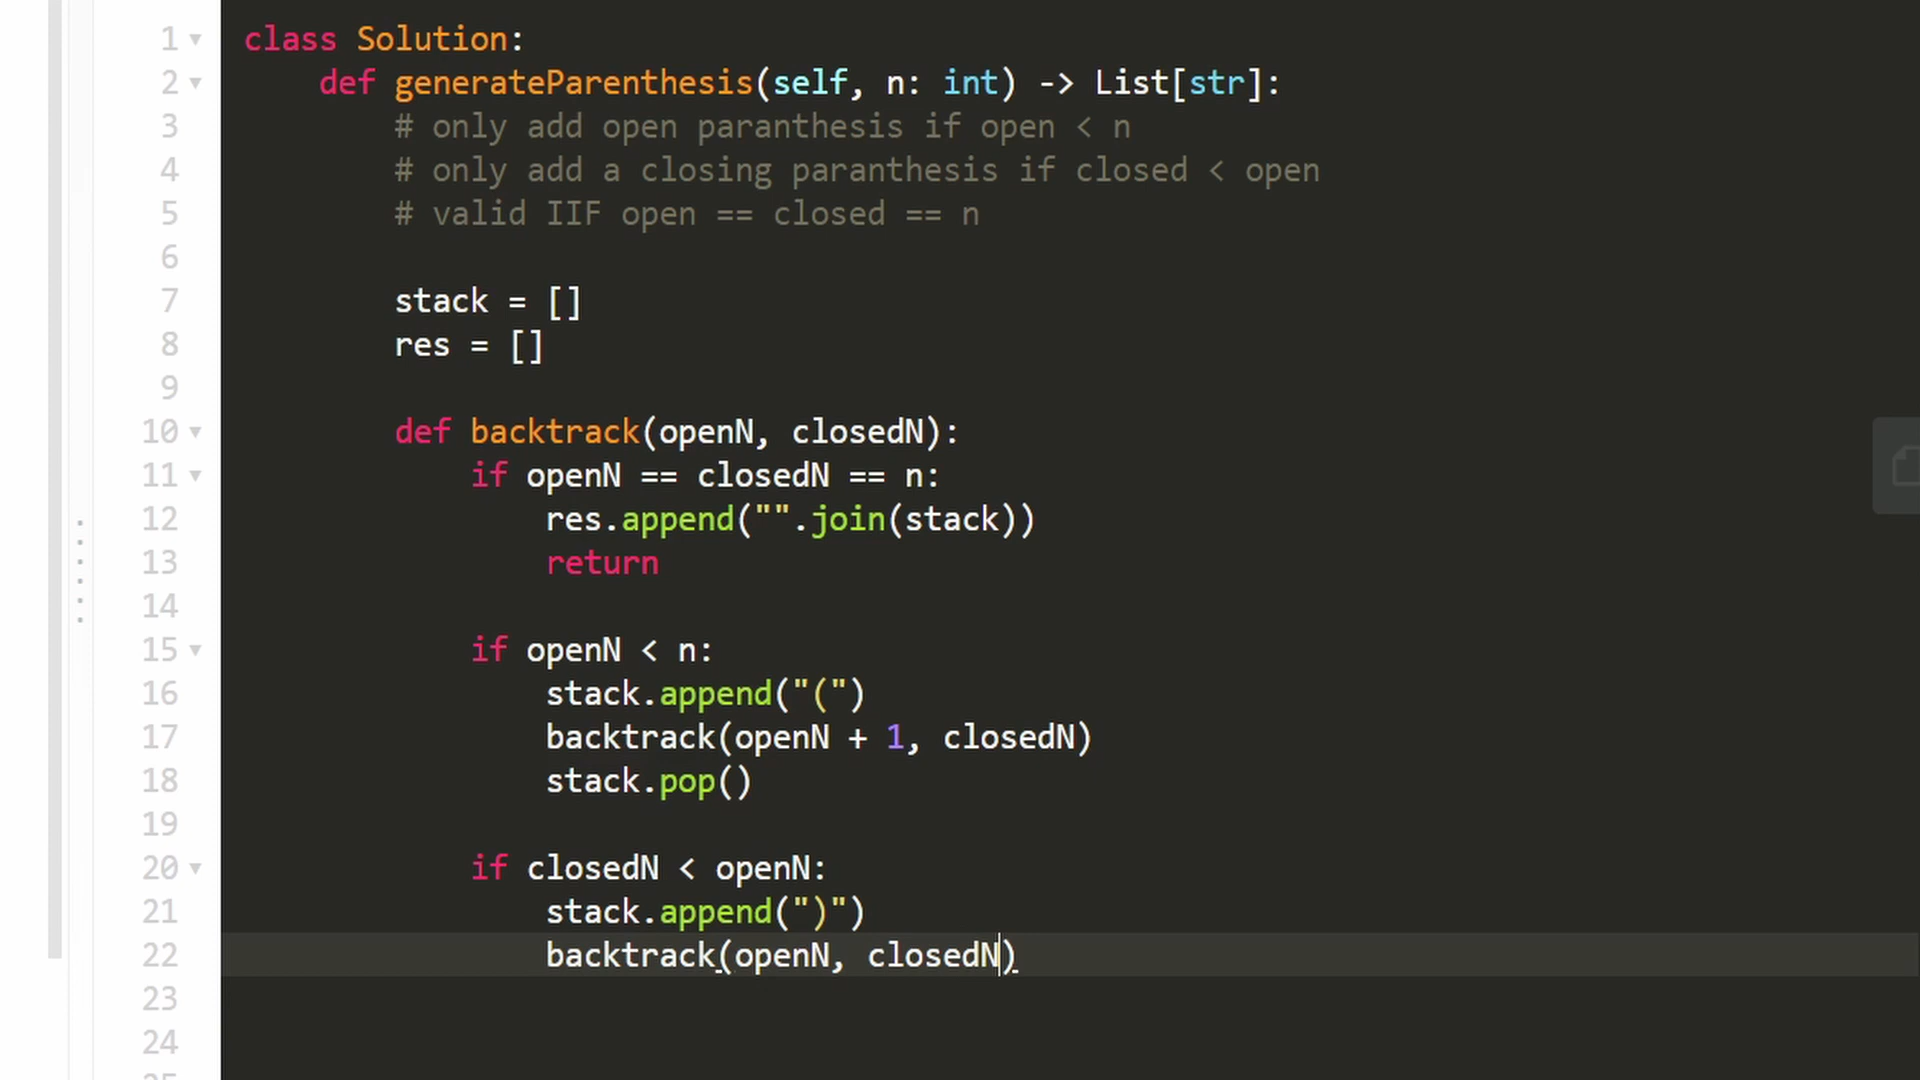 1 class Solution:
2 def generateParenthesis(self, n: int) -> List[str]:
3 # only add open paranthesis if open < n
4 # only add a closing paranthesis if closed < open
5 # valid IIF open == closed == n
6
7 stack = []
8 res = []
9
10 def backtrack(openN, closedN):
11 if openN == closedN == n:
12 res.append("".join(stack))
13 return
14
15 if openN < n:
16 stack.append("(")
17 backtrack(openN + 1, closedN)
18 stack.pop()
19
20 if closedN < openN:
21 stack.append(")")
22 backtrack(openN, closedN)
23
24